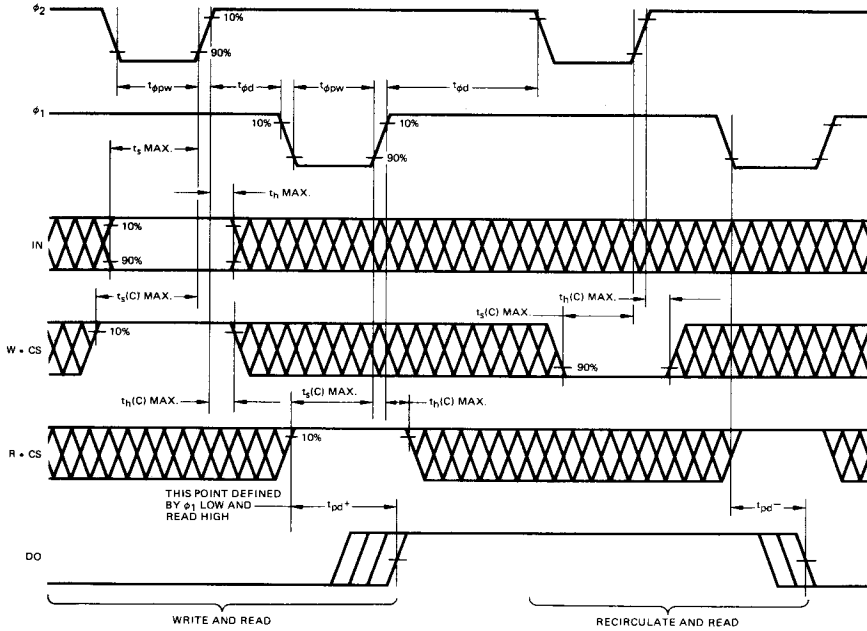 ϕ2
10%
90%
tϕpw
tϕd
tϕpw
tϕd
ϕ1
10%
10%
90%
ts MAX.
th MAX.
IN
10%
90%
ts(C) MAX.
th(C) MAX.
ts(C) MAX.
W • CS
10%
90%
th(C) MAX.
ts(C) MAX.
th(C) MAX.
R • CS
10%
THIS POINT DEFINED
BY ϕ1 LOW AND
READ HIGH
tpd+
tpd−
DO
WRITE AND READ
RECIRCULATE AND READ